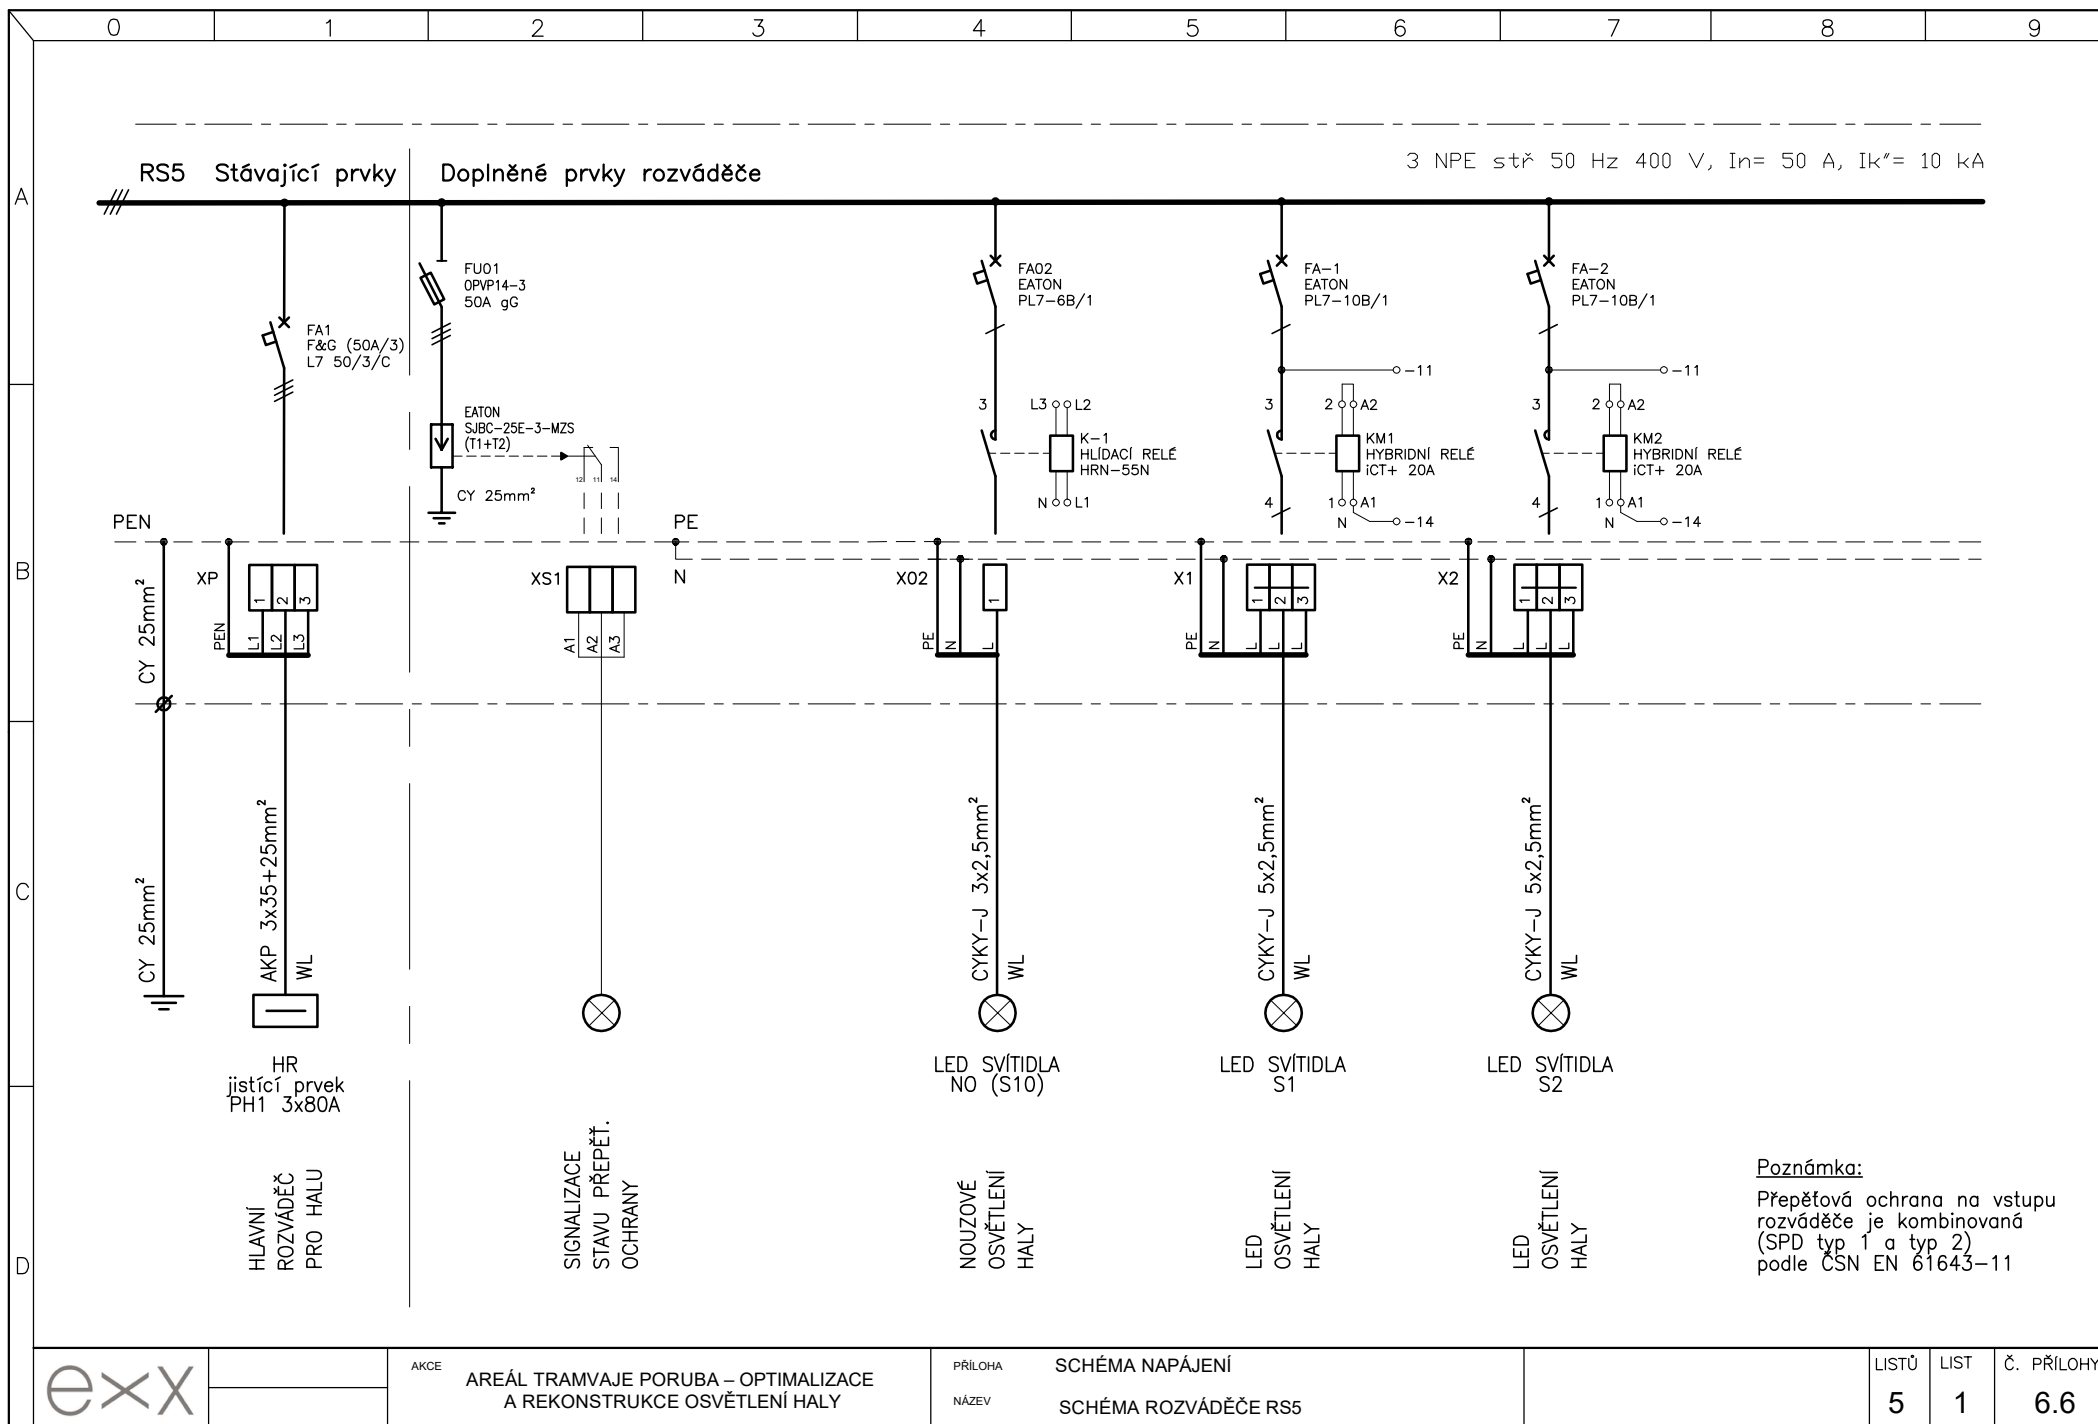 0 1 2 3 4 5 6 7 8 9
A
B
C
D
RS5 Stávající prvky
Doplněné prvky rozváděče
3 NPE stř 50 Hz 400 V, In= 50 A, Ik"= 10 kA
FA1
F&G (50A/3)
L7 50/3/C
FU01
OPVP14-3
50A gG
EATON
SJBC-25E-3-MZS
(T1+T2)
CY 25mm²
12 11 14
FA02
EATON
PL7-6B/1
3
L3 L2
K-1
HLÍDACÍ RELÉ
HRN-55N
N L1
FA-1
EATON
PL7-10B/1
-11
3
2 A2
KM1
HYBRIDNÍ RELÉ
iCT+ 20A
4
1 A1
N
-14
FA-2
EATON
PL7-10B/1
-11
3
2 A2
KM2
HYBRIDNÍ RELÉ
iCT+ 20A
4
1 A1
N
-14
PEN
PE
N
CY 25mm²
CY 25mm²
XP
1 2 3
PEN L1 L2 L3
AKP 3x35+25mm²
WL
HR
jistící prvek
PH1 3x80A
HLAVNÍ
ROZVÁDĚČ
PRO HALU
XS1
A1 A2 A3
SIGNALIZACE
STAVU PŘEPĚŤ.
OCHRANY
X02
1
PE N L
CYKY-J 3x2,5mm²
WL
LED SVÍTIDLA
NO (S10)
NOUZOVÉ
OSVĚTLENÍ
HALY
X1
1 2 3
PE N L L L
CYKY-J 5x2,5mm²
WL
LED SVÍTIDLA
S1
LED
OSVĚTLENÍ
HALY
X2
1 2 3
PE N L L L
CYKY-J 5x2,5mm²
WL
LED SVÍTIDLA
S2
LED
OSVĚTLENÍ
HALY
Poznámka:
Přepěťová ochrana na vstupu
rozváděče je kombinovaná
(SPD typ 1 a typ 2)
podle ČSN EN 61643-11
exx
AKCE
AREÁL TRAMVAJE PORUBA – OPTIMALIZACE
A REKONSTRUKCE OSVĚTLENÍ HALY
PŘÍLOHA
SCHÉMA NAPÁJENÍ
NÁZEV
SCHÉMA ROZVÁDĚČE RS5
LISTŮ
5
LIST
1
Č. PŘÍLOHY
6.6